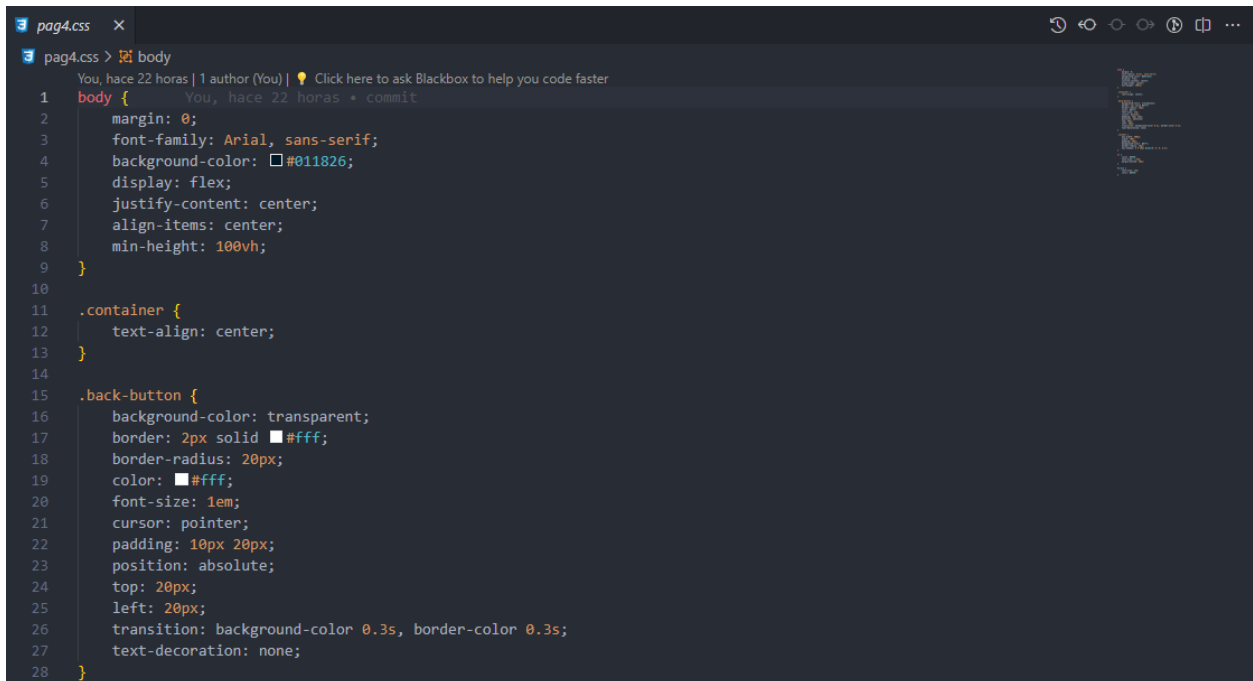 pag4.css
pag4.css > body
You, hace 22 horas | 1 author (You) | Click here to ask Blackbox to help you code faster
1 body { You, hace 22 horas • commit
2 margin: 0;
3 font-family: Arial, sans-serif;
4 background-color: #011826;
5 display: flex;
6 justify-content: center;
7 align-items: center;
8 min-height: 100vh;
9 }
10
11 .container {
12 text-align: center;
13 }
14
15 .back-button {
16 background-color: transparent;
17 border: 2px solid #fff;
18 border-radius: 20px;
19 color: #fff;
20 font-size: 1em;
21 cursor: pointer;
22 padding: 10px 20px;
23 position: absolute;
24 top: 20px;
25 left: 20px;
26 transition: background-color 0.3s, border-color 0.3s;
27 text-decoration: none;
28 }